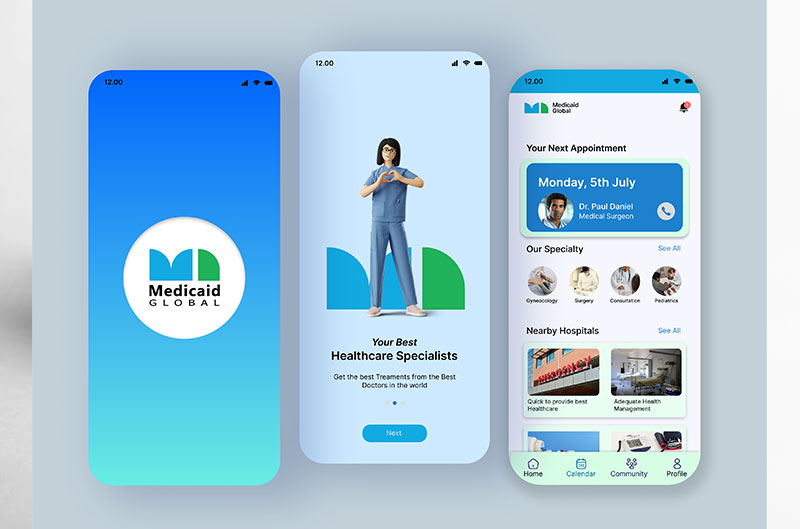 12.00
Medicaid
GLOBAL
12.00
Your Best
Healthcare Specialists
Get the best Treaments from the Best
Doctors in the world
Next
12.00
Medicaid
Global
Your Next Appointment
Monday, 5th July
Dr. Paul Daniel
Medical Surgeon
Our Specialty
See All
Gyneocology
Surgery
Consultation
Pediatrics
Nearby Hospitals
See All
EMERGENCY
Quick to provide best
Healthcare
Adequate Health
Management
Home
Calendar
Community
Profile